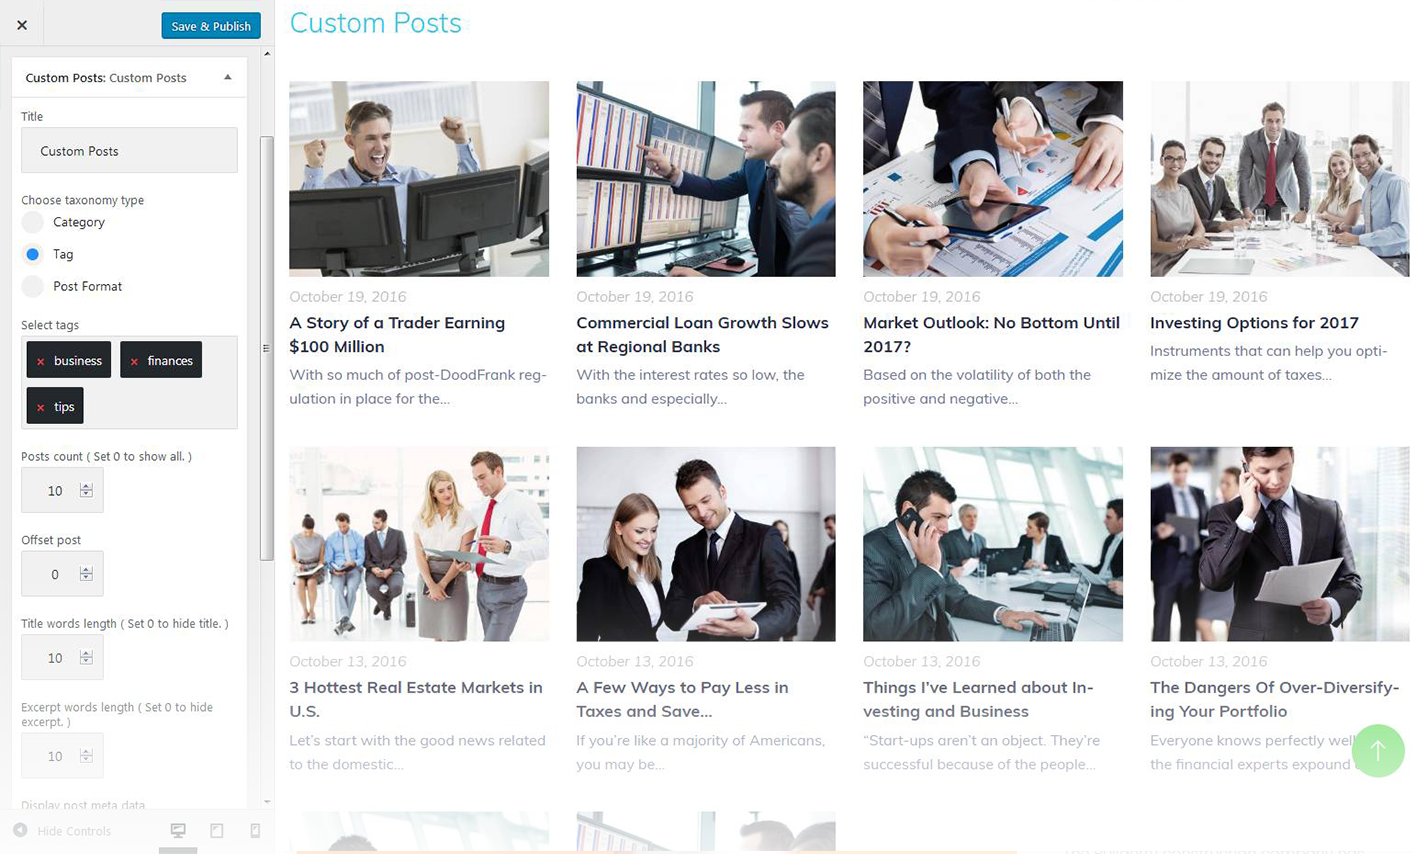 ×
Save & Publish
Custom Posts: Custom Posts
Title
Custom Posts
Choose taxonomy type
Category
Tag
Post Format
Select tags
× business
× finances
× tips
Posts count ( Set 0 to show all. )
10
Offset post
0
Title words length ( Set 0 to hide title. )
10
Excerpt words length ( Set 0 to hide
excerpt. )
10
Display post meta data
Hide Controls
Custom Posts
October 19, 2016
A Story of a Trader Earning
$100 Million
With so much of post-DoodFrank reg-
ulation in place for the...
October 19, 2016
Commercial Loan Growth Slows
at Regional Banks
With the interest rates so low, the
banks and especially...
October 19, 2016
Market Outlook: No Bottom Until
2017?
Based on the volatility of both the
positive and negative...
October 19, 2016
Investing Options for 2017
Instruments that can help you opti-
mize the amount of taxes...
October 13, 2016
3 Hottest Real Estate Markets in
U.S.
Let’s start with the good news related
to the domestic...
October 13, 2016
A Few Ways to Pay Less in
Taxes and Save...
If you’re like a majority of Americans,
you may be...
October 13, 2016
Things I’ve Learned about In-
vesting and Business
“Start-ups aren’t an object. They’re
successful because of the people...
October 13, 2016
The Dangers Of Over-Diversify-
ing Your Portfolio
Everyone knows perfectly well
the financial experts expound